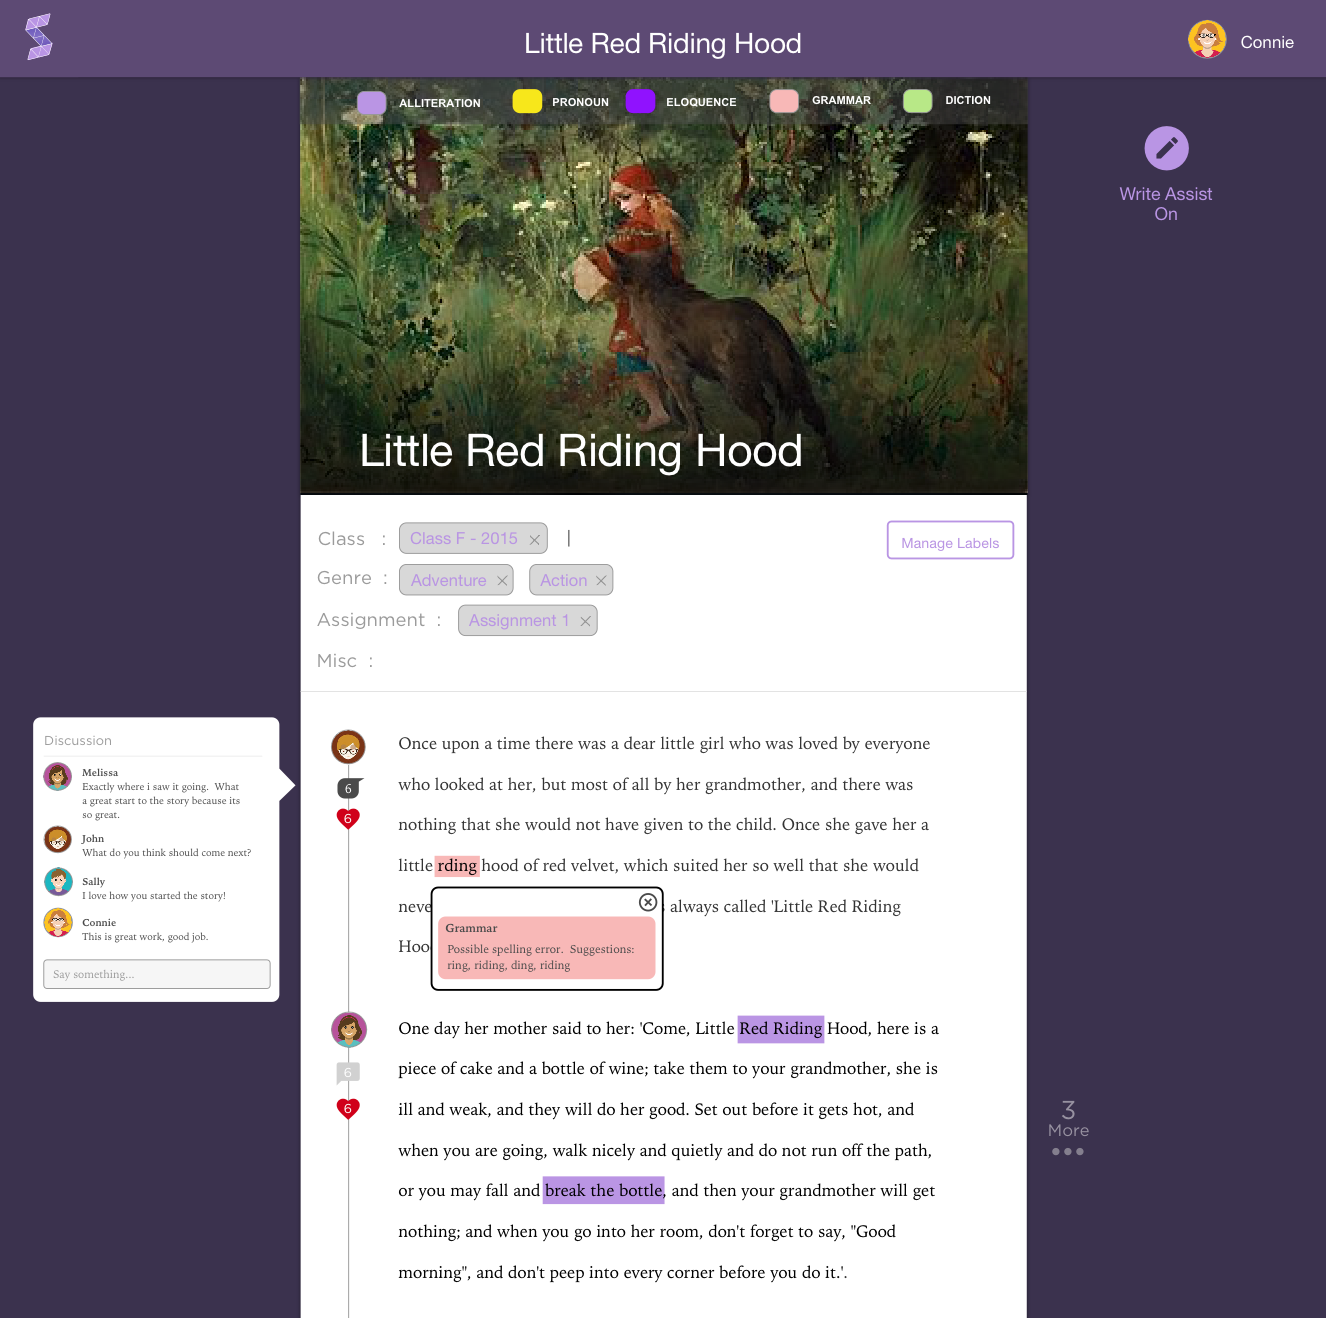 Little Red Riding Hood
Connie
ALLITERATION
PRONOUN
ELOQUENCE
GRAMMAR
DICTION
Write Assist
On
Little Red Riding Hood
Class :
Class F - 2015
Manage Labels
Genre :
Adventure
Action
Assignment :
Assignment 1
Misc :
Discussion
Melissa
Exactly where i saw it going. What
a great start to the story because its
so great.
John
What do you think should come next?
Sally
I love how you started the story!
Connie
This is great work, good job.
Say something...
6
6
Once upon a time there was a dear little girl who was loved by everyone
who looked at her, but most of all by her grandmother, and there was
nothing that she would not have given to the child. Once she gave her a
little rding hood of red velvet, which suited her so well that she would
always called 'Little Red Riding
Grammar
Possible spelling error. Suggestions:
ring, riding, ding, riding
6
6
One day her mother said to her: 'Come, Little Red Riding Hood, here is a
piece of cake and a bottle of wine; take them to your grandmother, she is
ill and weak, and they will do her good. Set out before it gets hot, and
when you are going, walk nicely and quietly and do not run off the path,
or you may fall and break the bottle, and then your grandmother will get
nothing; and when you go into her room, don't forget to say, "Good
morning", and don't peep into every corner before you do it.'.
3
More